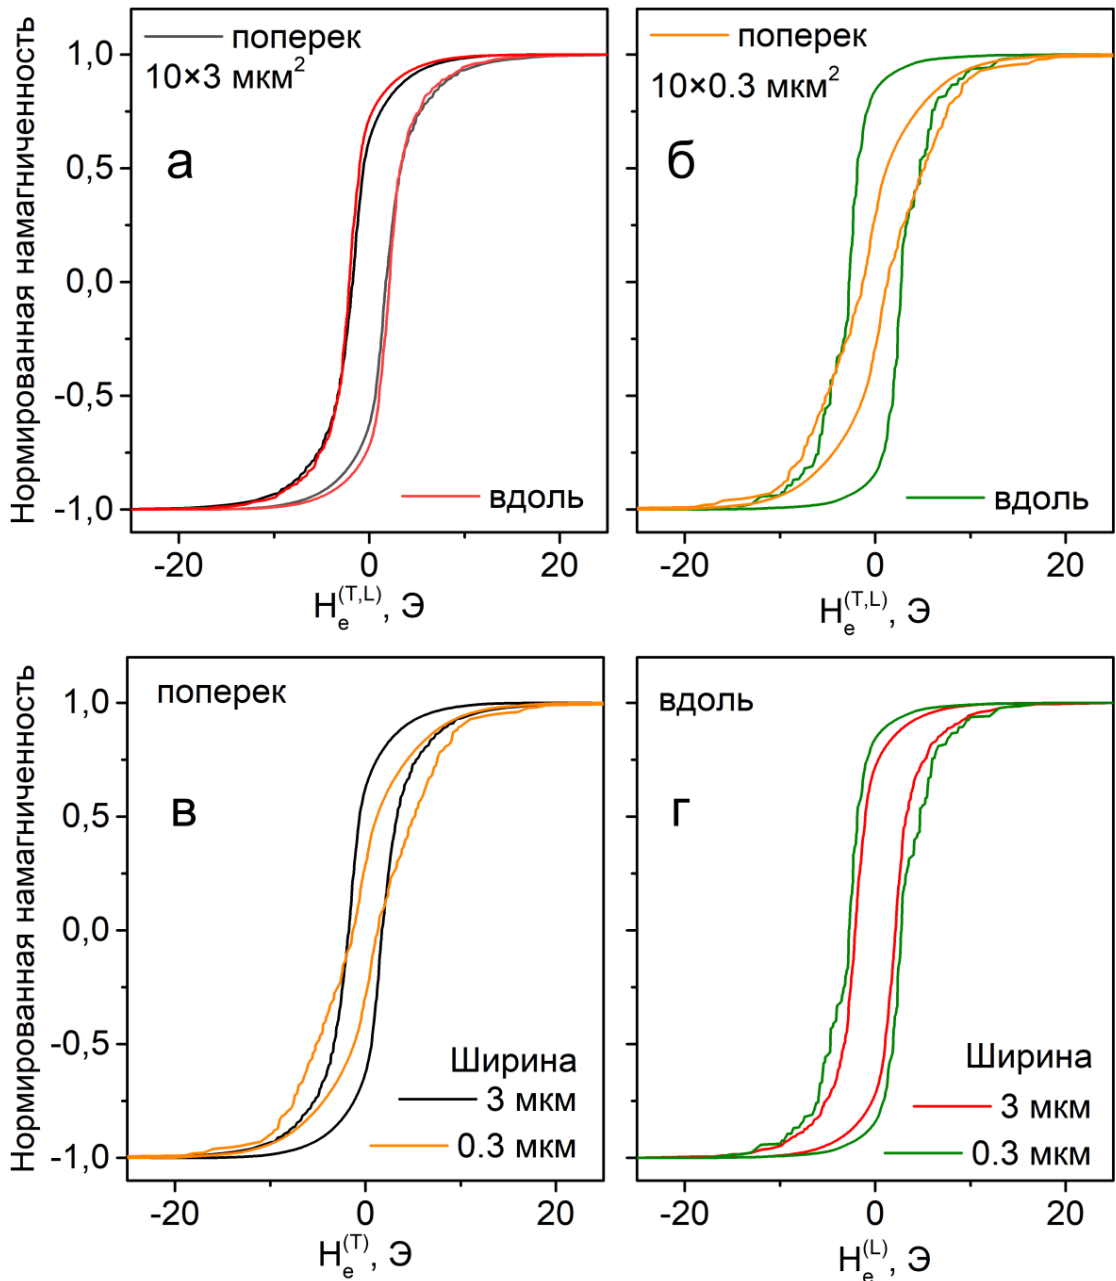 Нормированная намагниченность
1,0
0,5
0,0
-0,5
-1,0
поперек
10×3 мкм²
а
вдоль
-20
0
20
Hₑ⁽ᵀ,ᴸ⁾, Э
поперек
10×0.3 мкм²
б
вдоль
-20
0
20
Hₑ⁽ᵀ,ᴸ⁾, Э
Нормированная намагниченность
1,0
0,5
0,0
-0,5
-1,0
поперек
в
Ширина
3 мкм
0.3 мкм
-20
0
20
Hₑ⁽ᵀ⁾, Э
вдоль
г
Ширина
3 мкм
0.3 мкм
-20
0
20
Hₑ⁽ᴸ⁾, Э